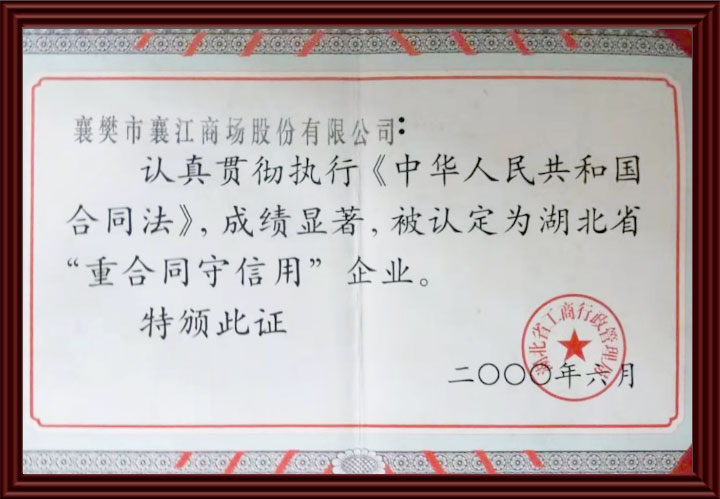 襄樊市襄江商场股份有限公司：
认真贯彻执行《中华人民共和国
合同法》，成绩显著，被认定为湖北省
“重合同守信用” 企业。
特颁此证
湖北省工商行政管理局
二〇〇〇年六月